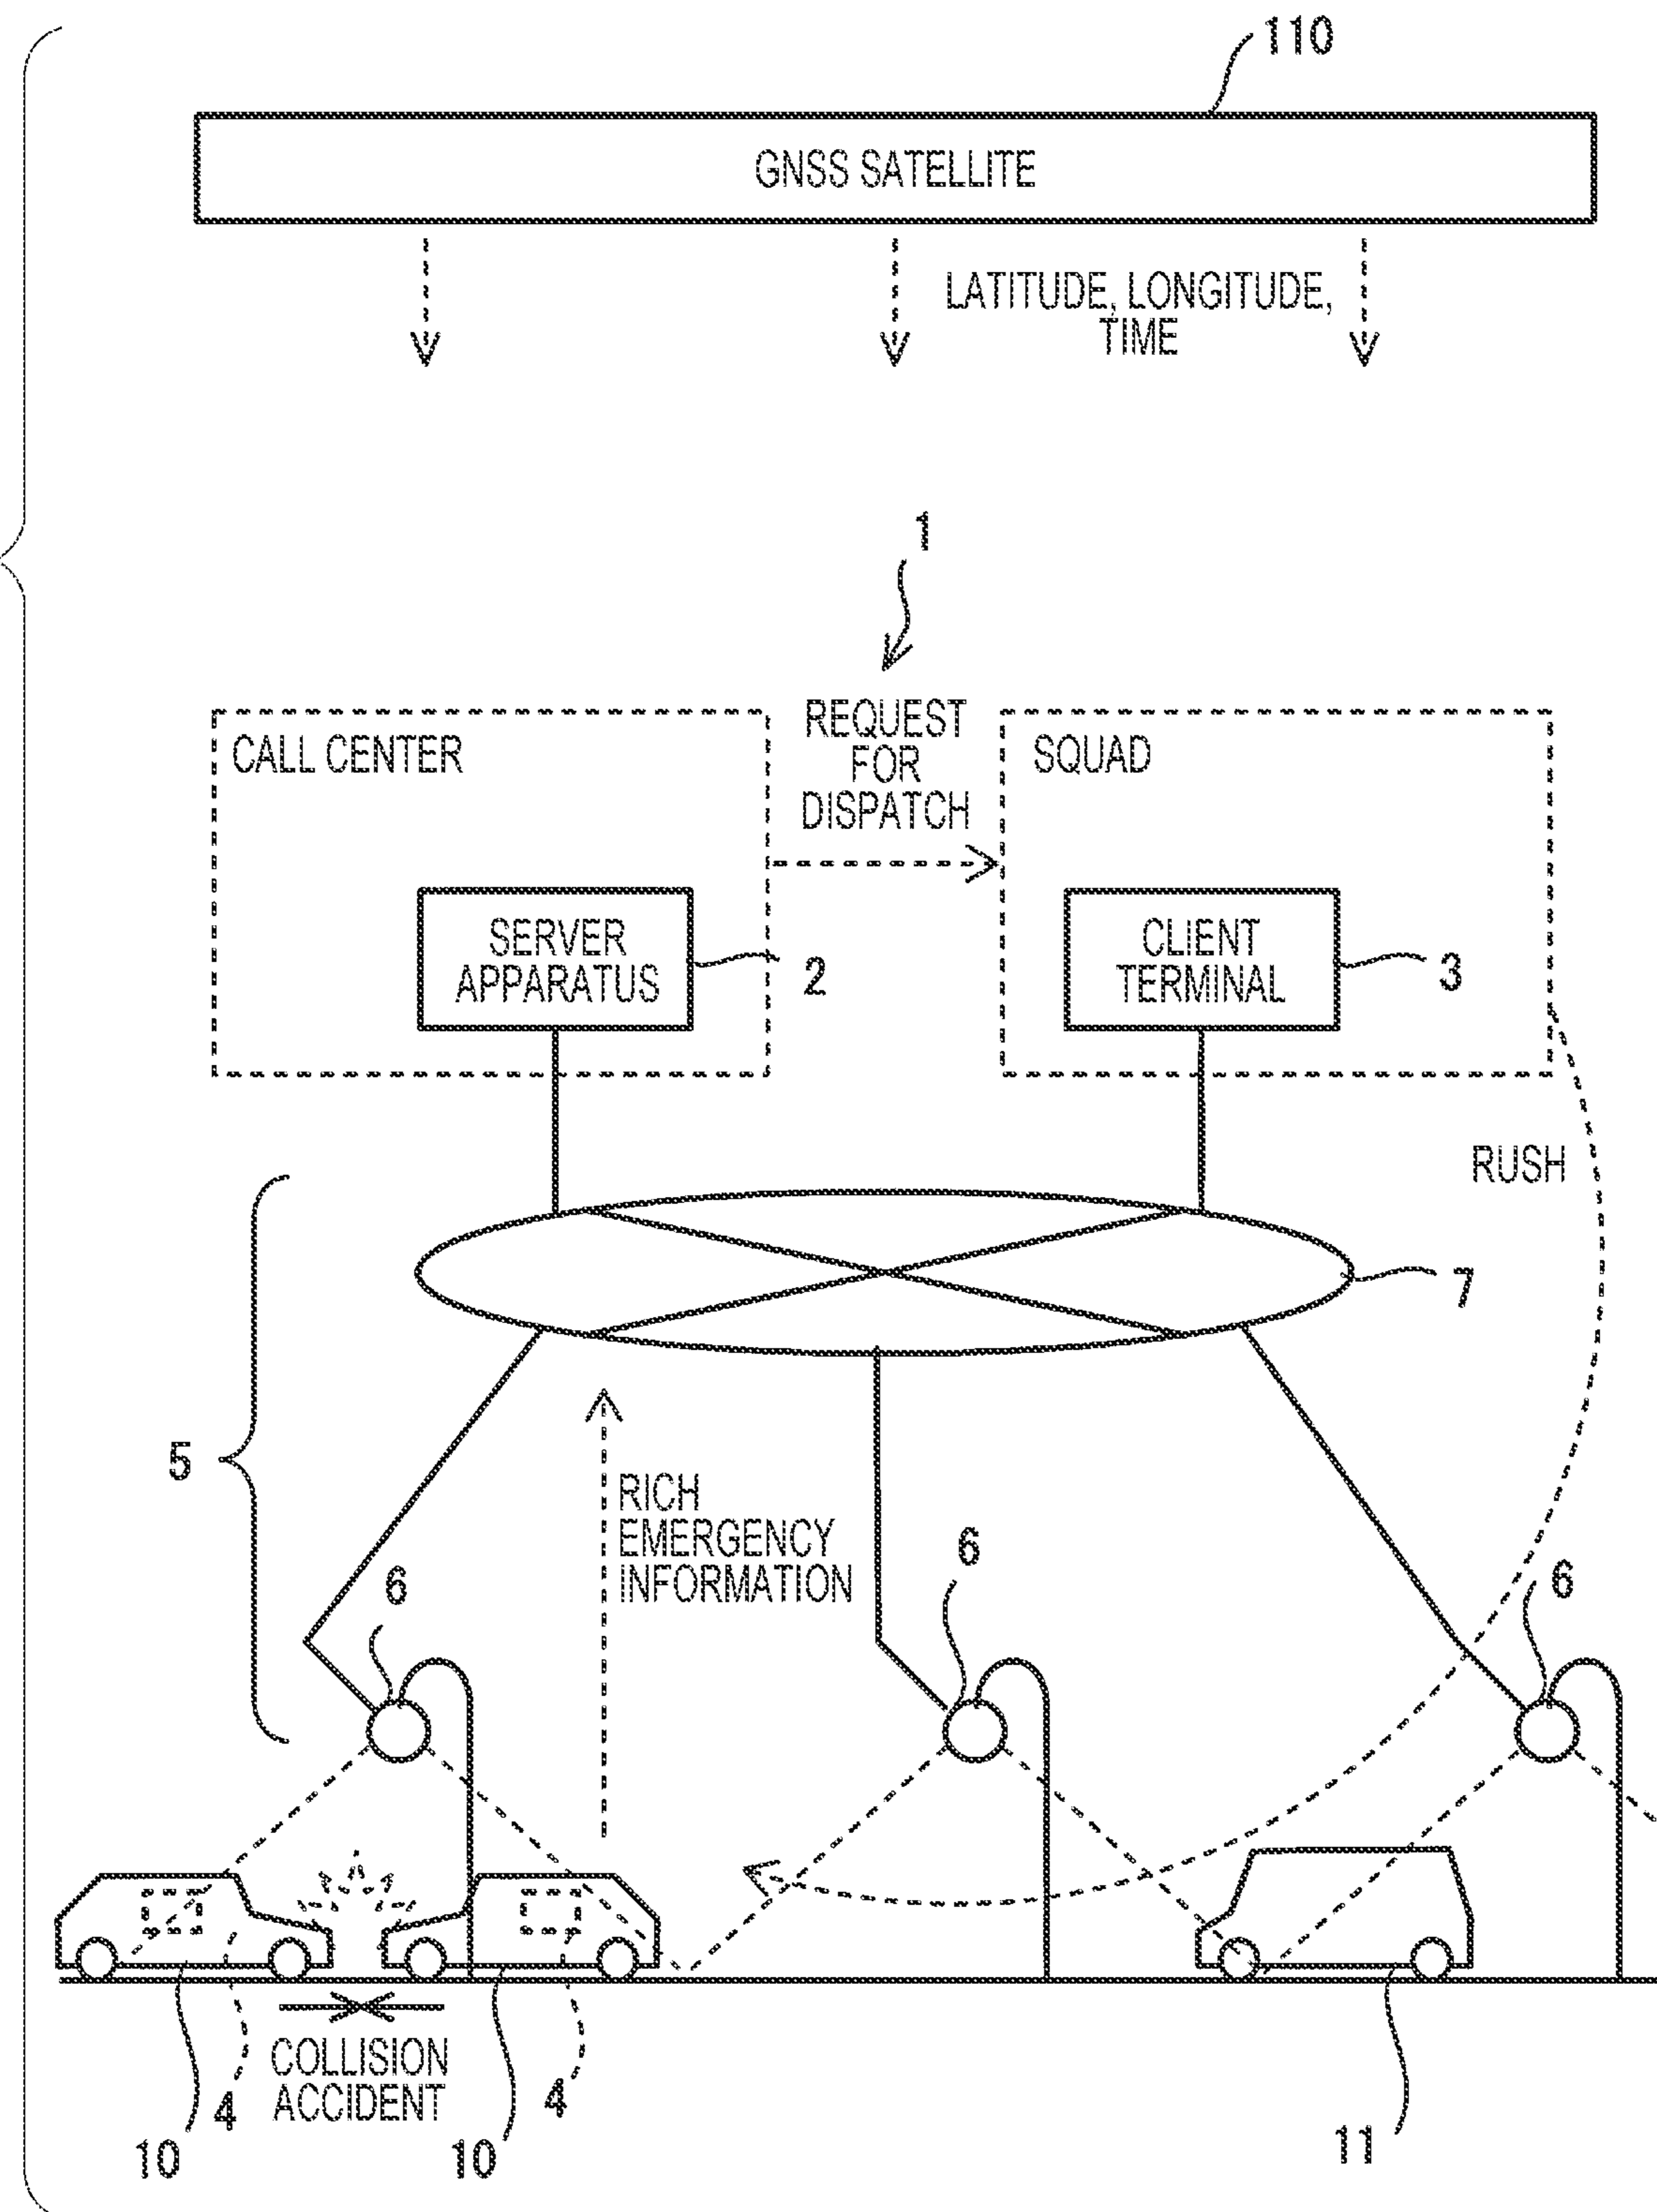 110
GNSS SATELLITE
LATITUDE, LONGITUDE,
TIME
1
CALL CENTER
REQUEST
FOR
DISPATCH
SQUAD
SERVER
APPARATUS
2
CLIENT
TERMINAL
3
RUSH
7
5
RICH
EMERGENCY
INFORMATION
6
6
6
COLLISION
ACCIDENT
4
4
10
10
11